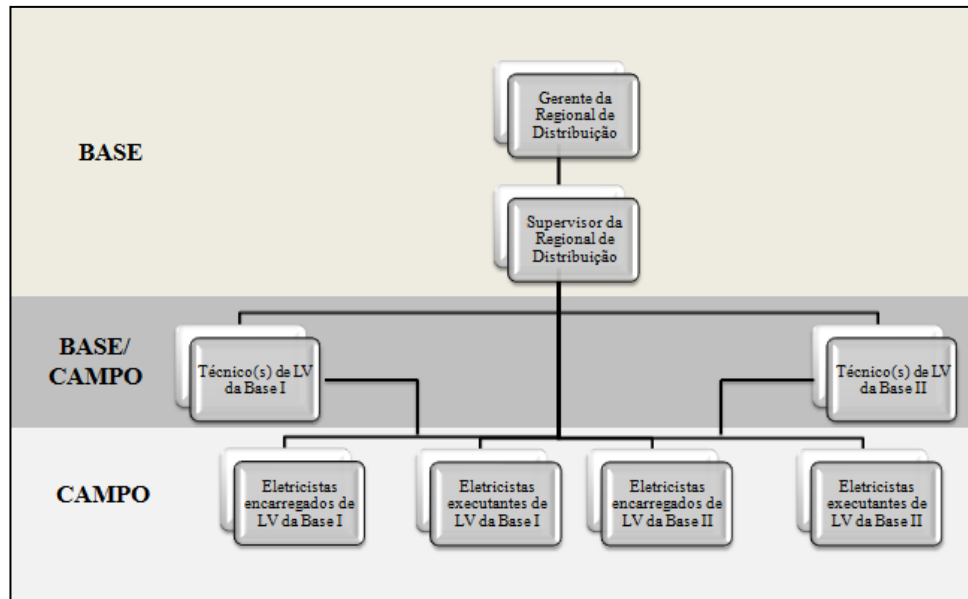 BASE
Gerente da
Regional de
Distribuição
Supervisor da
Regional de
Distribuição
BASE/
CAMPO
Técnico(s) de LV
da Base I
Técnico(s) de LV
da Base II
CAMPO
Eletricistas
encarregados de
LV da Base I
Eletricistas
executantes de
LV da Base I
Eletricistas
encarregados de
LV da Base II
Eletricistas
executantes de
LV da Base II